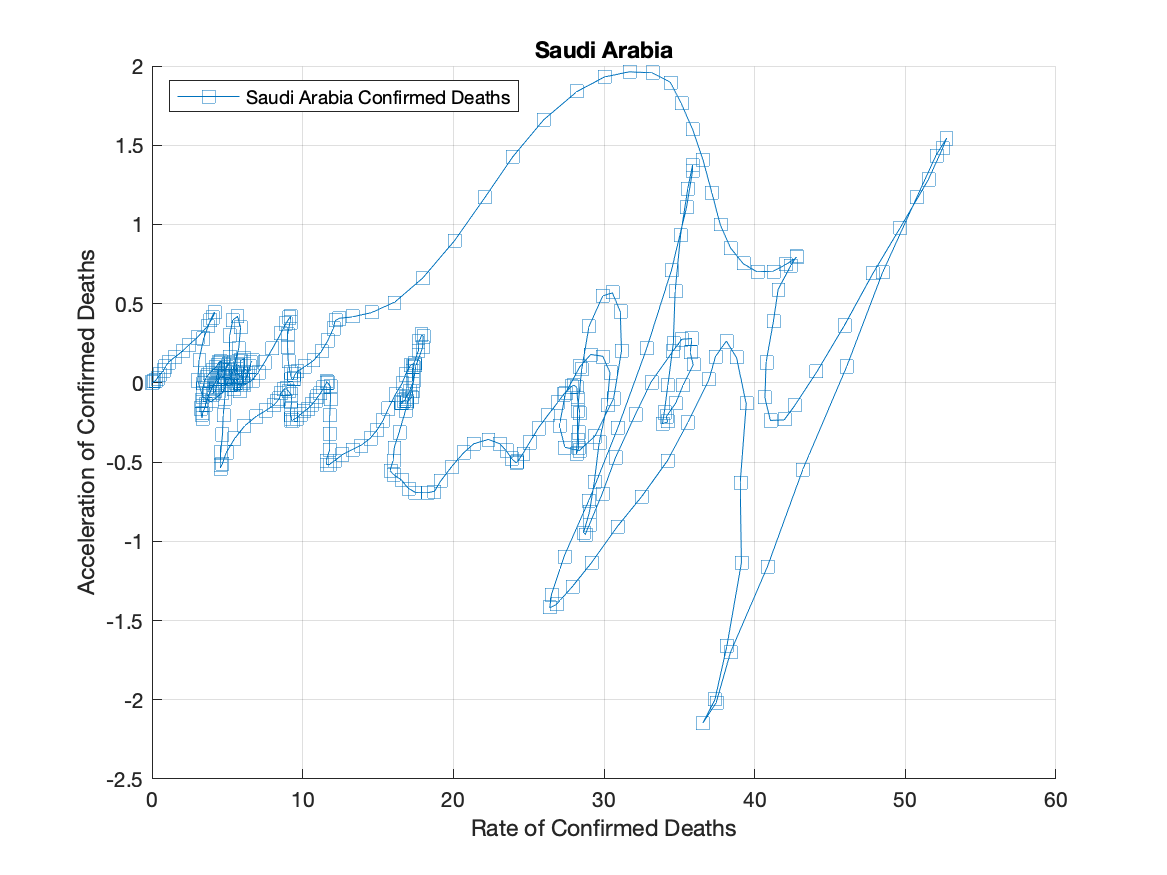 Saudi Arabia
Saudi Arabia Confirmed Deaths
2
1.5
1
0.5
0
-0.5
-1
-1.5
-2
-2.5
Acceleration of Confirmed Deaths
0 10 20 30 40 50 60
Rate of Confirmed Deaths